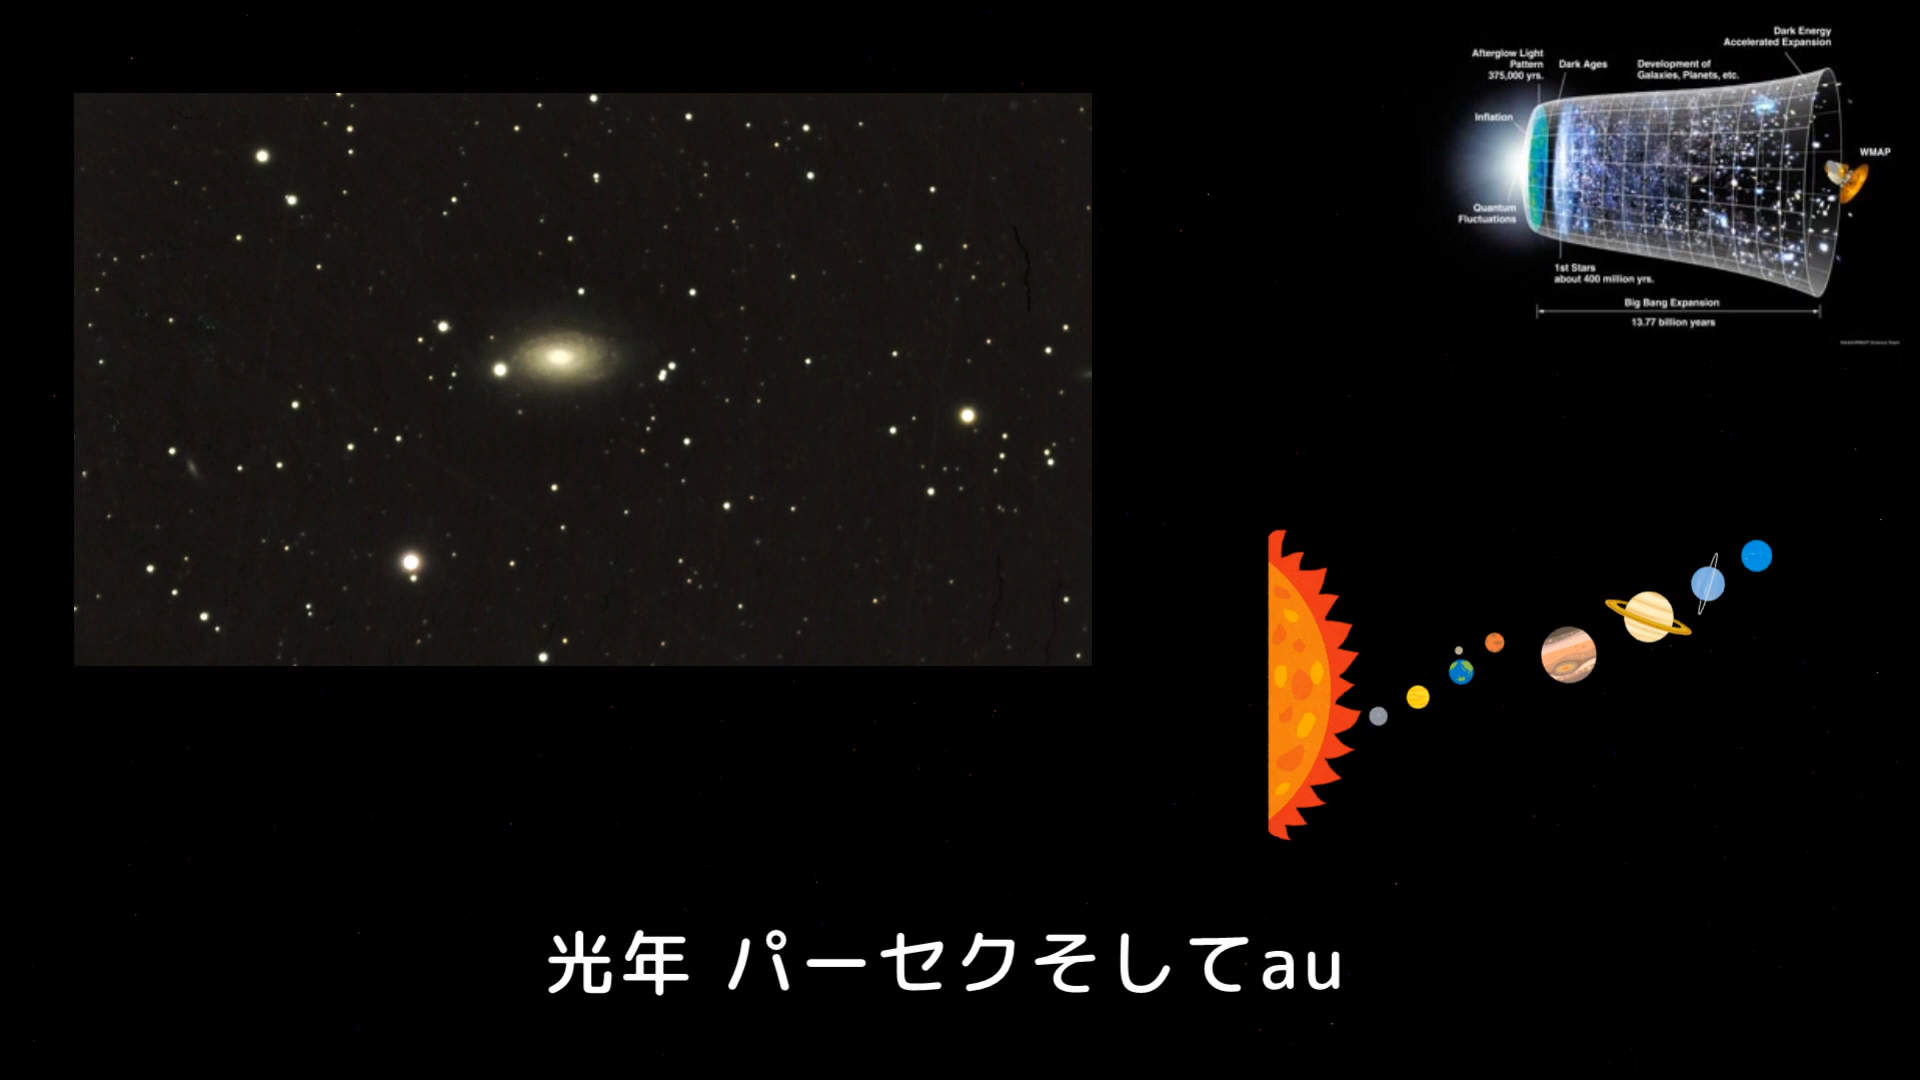 Dark Energy
Accelerated Expansion
Afterglow Light
Pattern
375,000 yrs.
Dark Ages
Development of
Galaxies, Planets, etc.
Inflation
WMAP
Quantum
Fluctuations
1st Stars
about 400 million yrs.
Big Bang Expansion
13.77 billion years
光年 パーセクそしてau